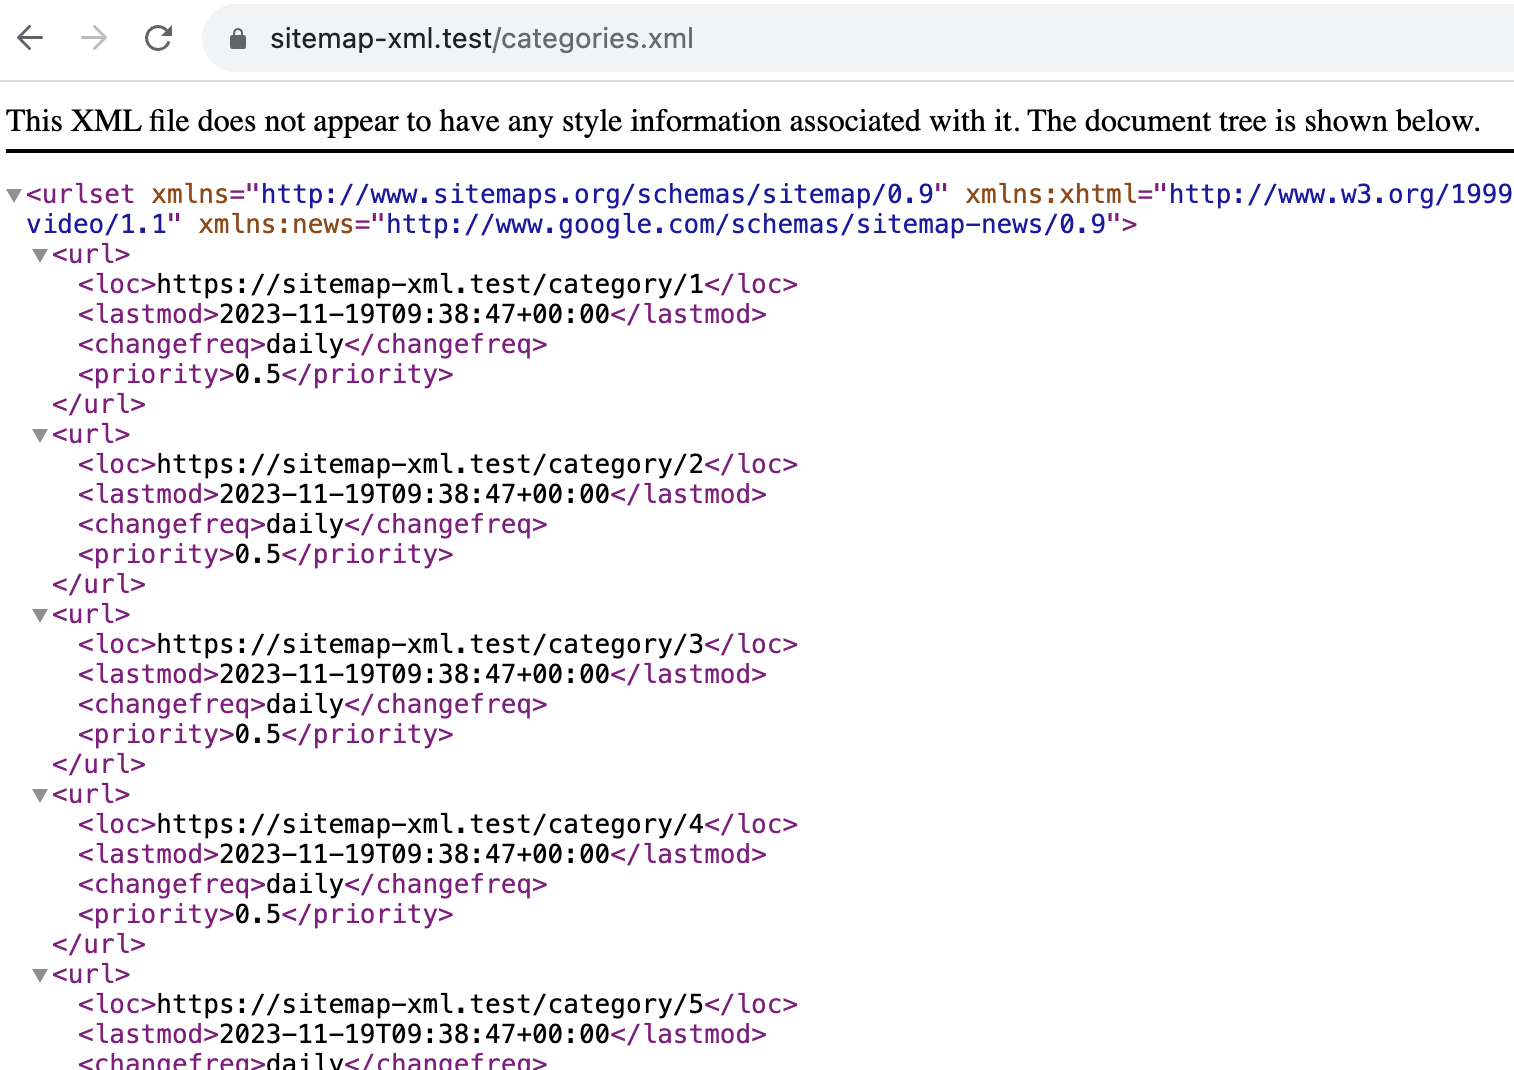 sitemap-xml.test/categories.xml
This XML file does not appear to have any style information associated with it. The document tree is shown below.
<urlset xmlns="http://www.sitemaps.org/schemas/sitemap/0.9" xmlns:xhtml="http://www.w3.org/1999
video/1.1" xmlns:news="http://www.google.com/schemas/sitemap-news/0.9">
<url>
<loc>https://sitemap-xml.test/category/1</loc>
<lastmod>2023-11-19T09:38:47+00:00</lastmod>
<changefreq>daily</changefreq>
<priority>0.5</priority>
</url>
<url>
<loc>https://sitemap-xml.test/category/2</loc>
<lastmod>2023-11-19T09:38:47+00:00</lastmod>
<changefreq>daily</changefreq>
<priority>0.5</priority>
</url>
<url>
<loc>https://sitemap-xml.test/category/3</loc>
<lastmod>2023-11-19T09:38:47+00:00</lastmod>
<changefreq>daily</changefreq>
<priority>0.5</priority>
</url>
<url>
<loc>https://sitemap-xml.test/category/4</loc>
<lastmod>2023-11-19T09:38:47+00:00</lastmod>
<changefreq>daily</changefreq>
<priority>0.5</priority>
</url>
<url>
<loc>https://sitemap-xml.test/category/5</loc>
<lastmod>2023-11-19T09:38:47+00:00</lastmod>
<changefreq>daily</changefreq>